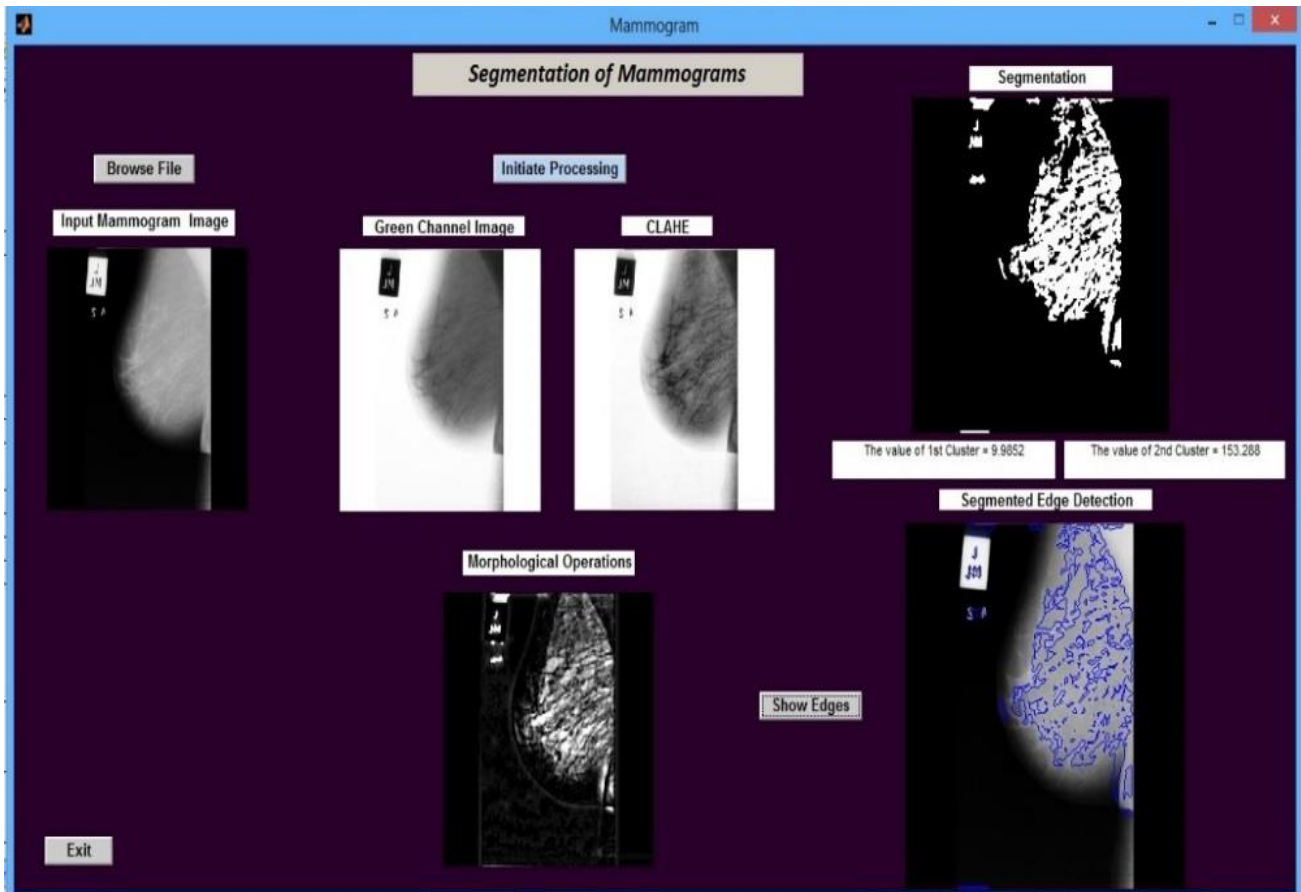 Mammogram
Segmentation of Mammograms
Segmentation
Browse File
Initiate Processing
Input Mammogram Image
Green Channel Image
CLAHE
The value of 1st Cluster = 9.9852
The value of 2nd Cluster = 153.288
Segmented Edge Detection
Morphological Operations
Show Edges
Exit